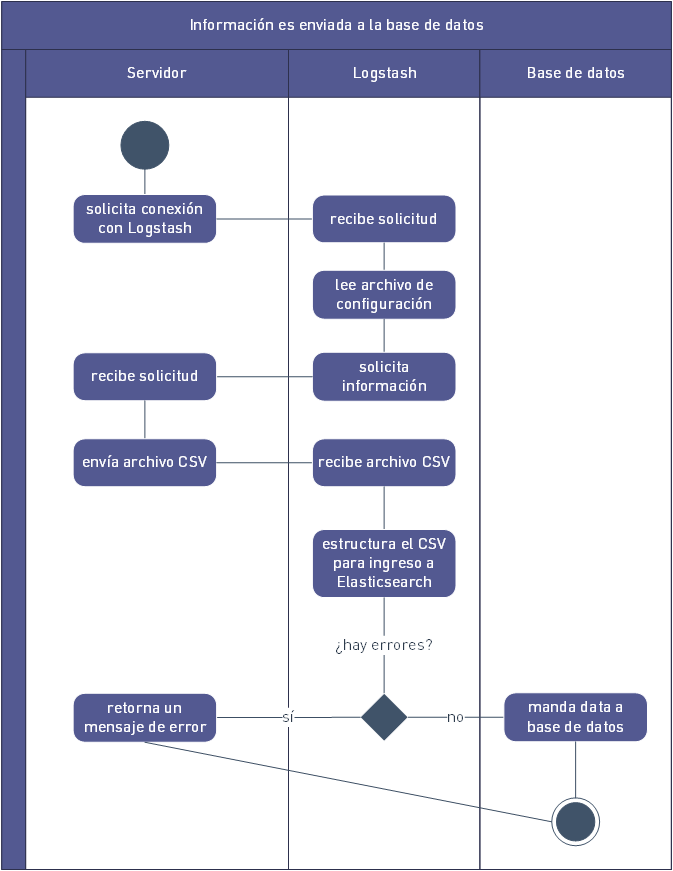 Información es enviada a la base de datos
Servidor
Logstash
Base de datos
solicita conexión
con Logstash
recibe solicitud
lee archivo de
configuración
recibe solicitud
solicita
información
envía archivo CSV
recibe archivo CSV
estructura el CSV
para ingreso a
Elasticsearch
¿hay errores?
retorna un
mensaje de error
sí
no
manda data a
base de datos